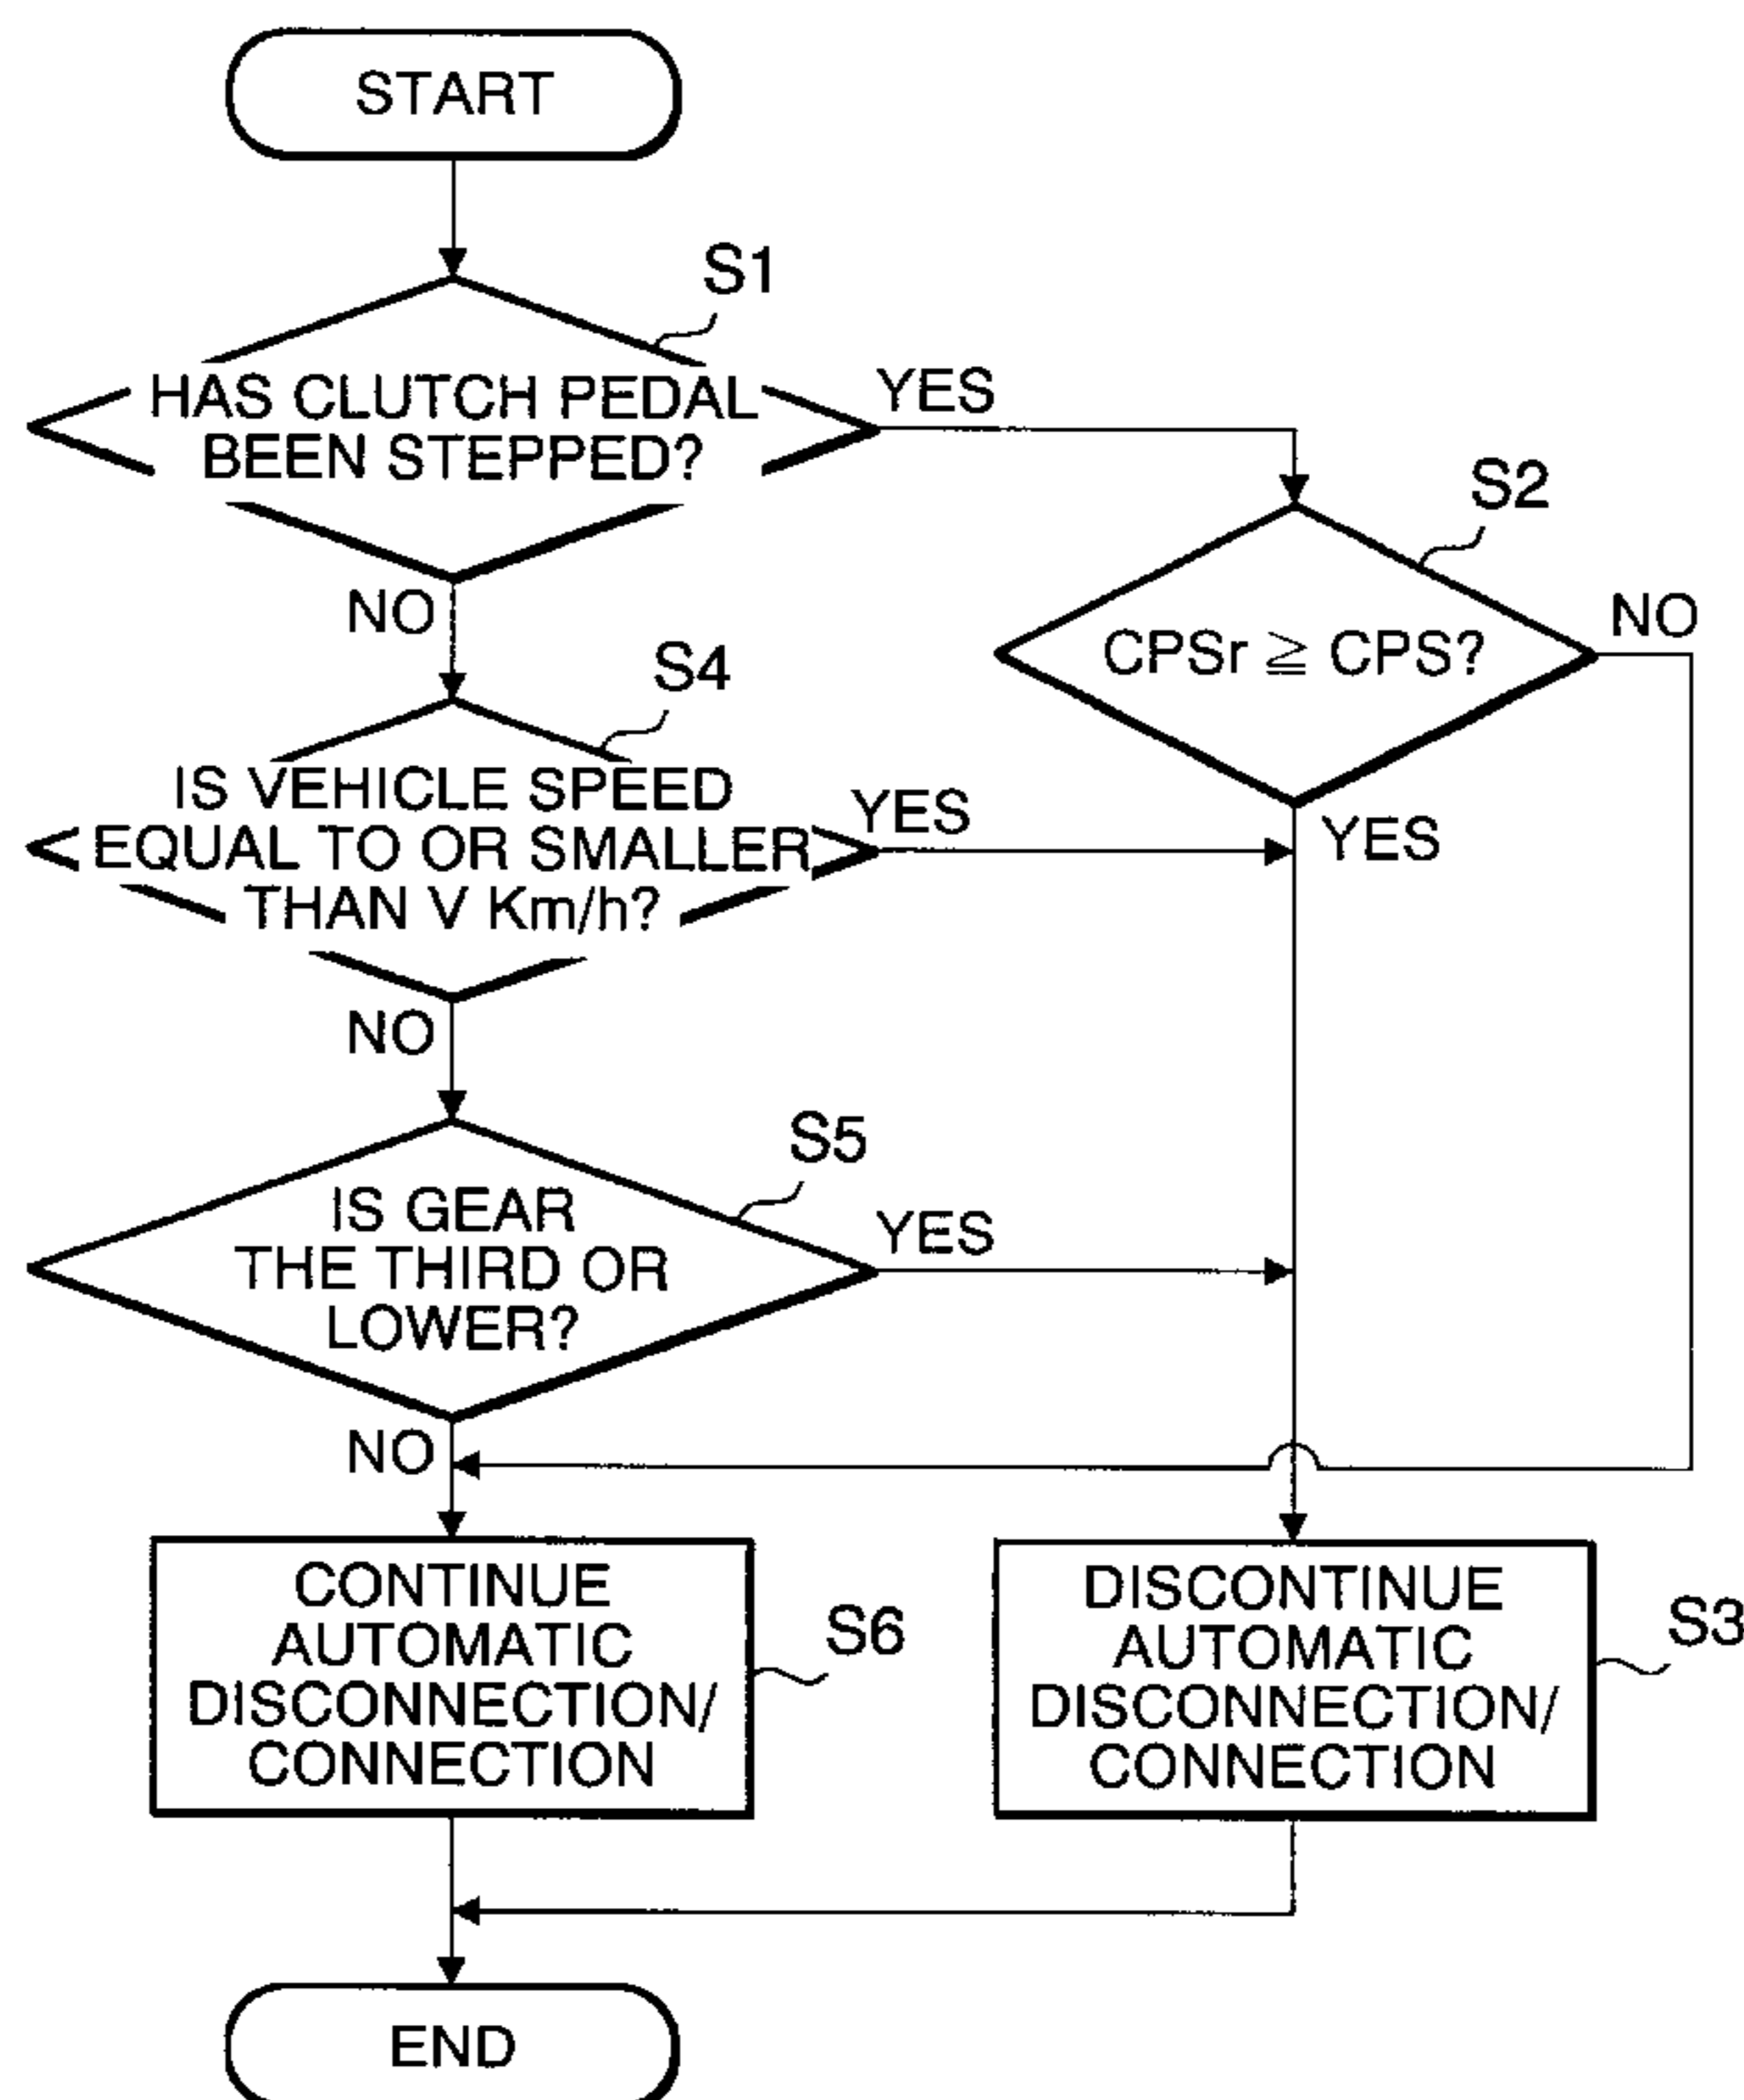 START
S1
HAS CLUTCH PEDAL
BEEN STEPPED?
YES
NO
S2
CPSr ≧ CPS?
NO
YES
S4
IS VEHICLE SPEED
EQUAL TO OR SMALLER
THAN V Km/h?
YES
NO
S5
IS GEAR
THE THIRD OR
LOWER?
YES
NO
CONTINUE
AUTOMATIC
DISCONNECTION/
CONNECTION
S6
DISCONTINUE
AUTOMATIC
DISCONNECTION/
CONNECTION
S3
END